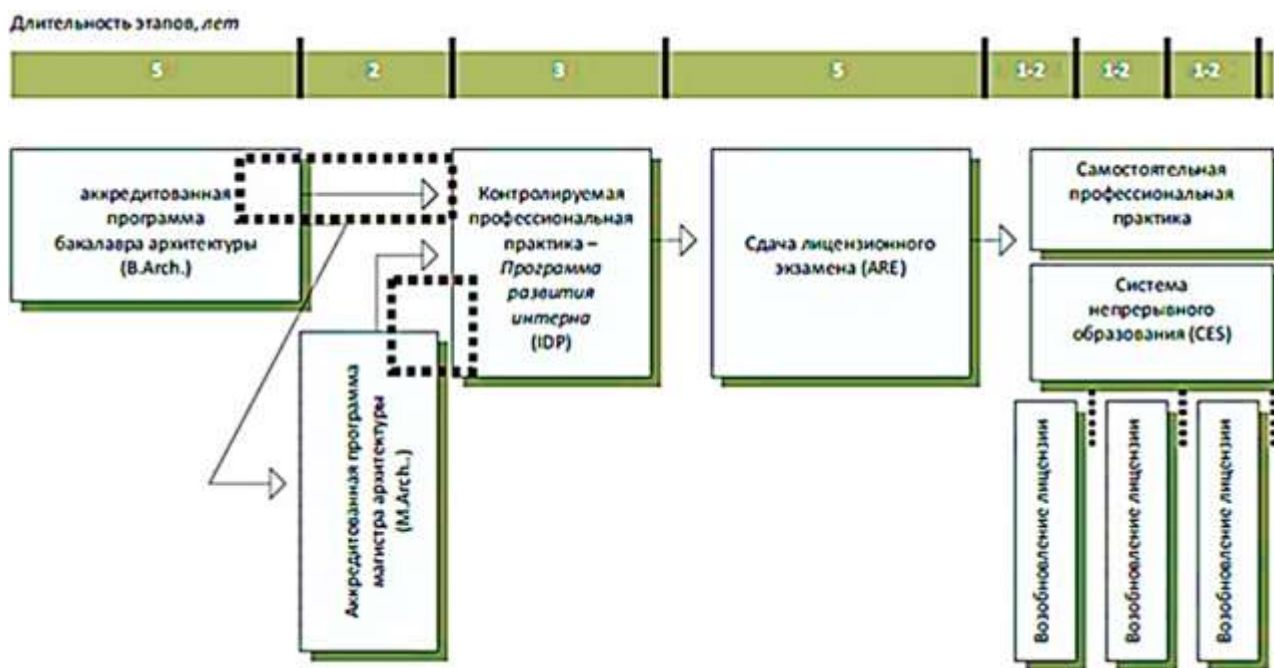 Длительность этапов, лет
5 2 3 5 1-2 1-2 1-2
аккредитованная
программа
бакалавра архитектуры
(B.Arch.)
Контролируемая
профессиональная
практика –
Программа
развития
интерна
(IDP)
Сдача лицензионного
экзамена (ARE)
Самостоятельная
профессиональная
практика
Система
непрерывного
образования (CES)
Аккредитованная программа
магистра архитектуры
(M.Arch..)
Возобновление лицензии
Возобновление лицензии
Возобновление лицензии